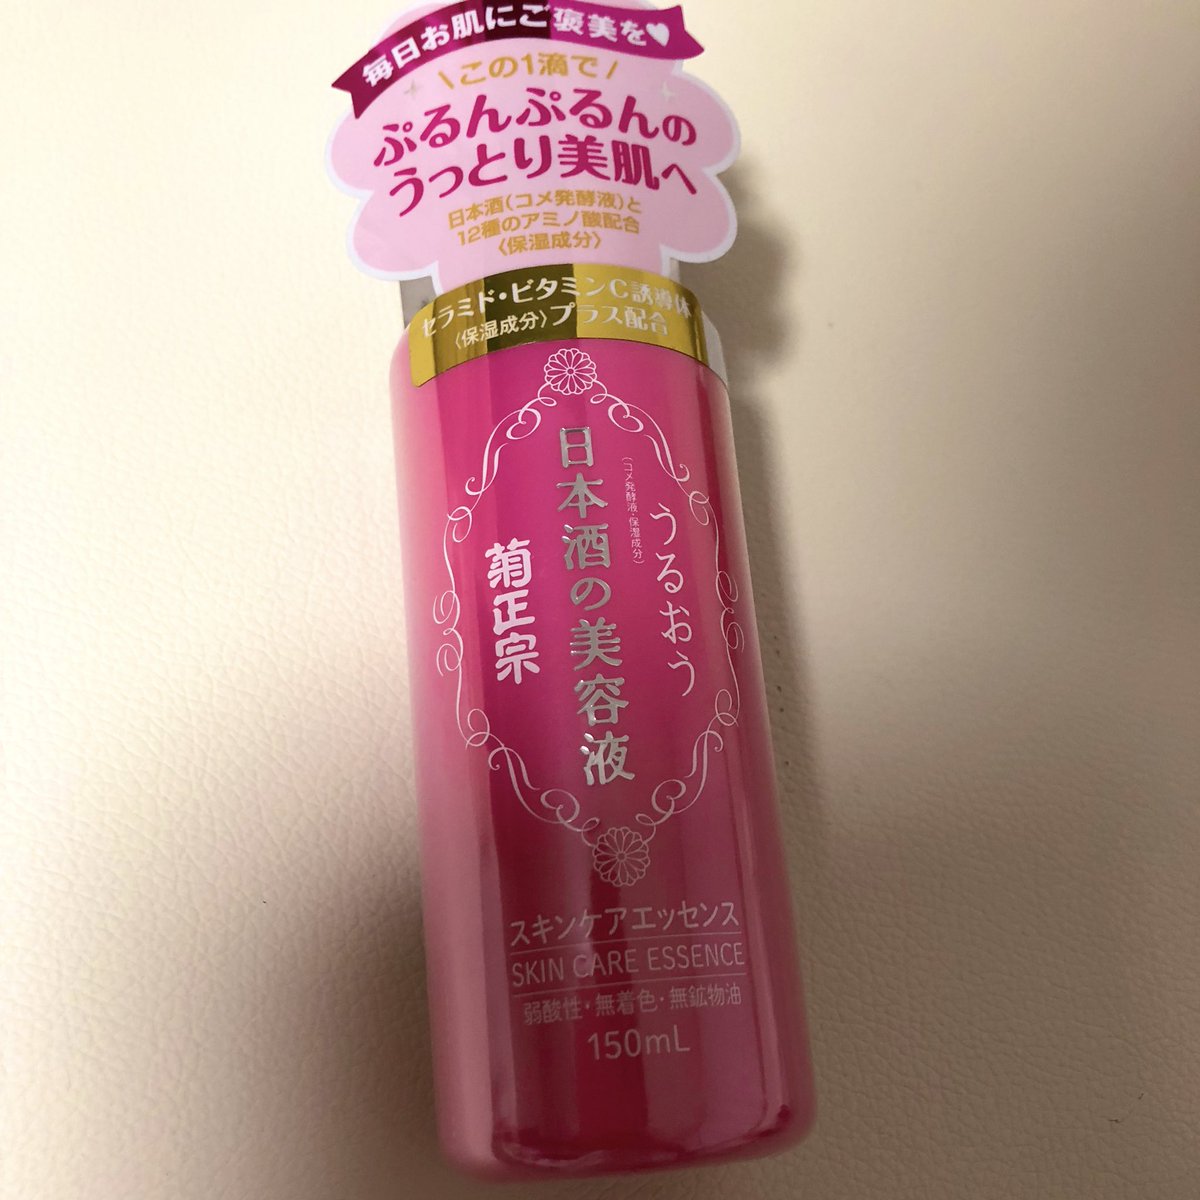 毎日お肌にご褒美を♥
\この1滴で/
ぷるんぷるんの
うっとり美肌へ
日本酒(コメ発酵液)と
12種のアミノ酸配合
〈保湿成分〉
セラミド・ビタミンC誘導体
〈保湿成分〉プラス配合
うるおう
(コメ発酵液・保湿成分)
日本酒の美容液
菊正宗
スキンケアエッセンス
SKIN CARE ESSENCE
弱酸性・無着色・無鉱物油
150mL